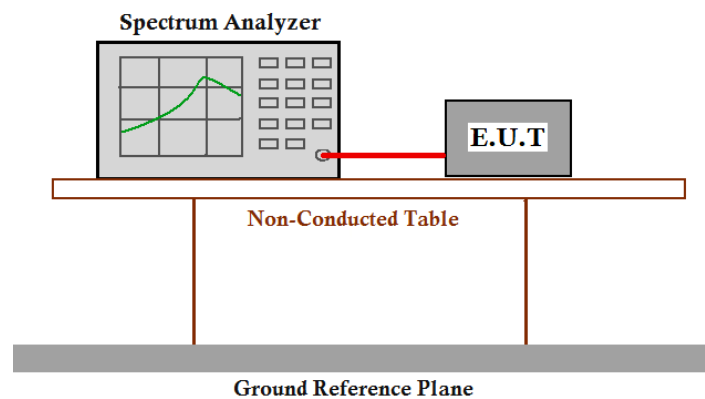 Spectrum Analyzer
E.U.T
Non-Conducted Table
Ground Reference Plane